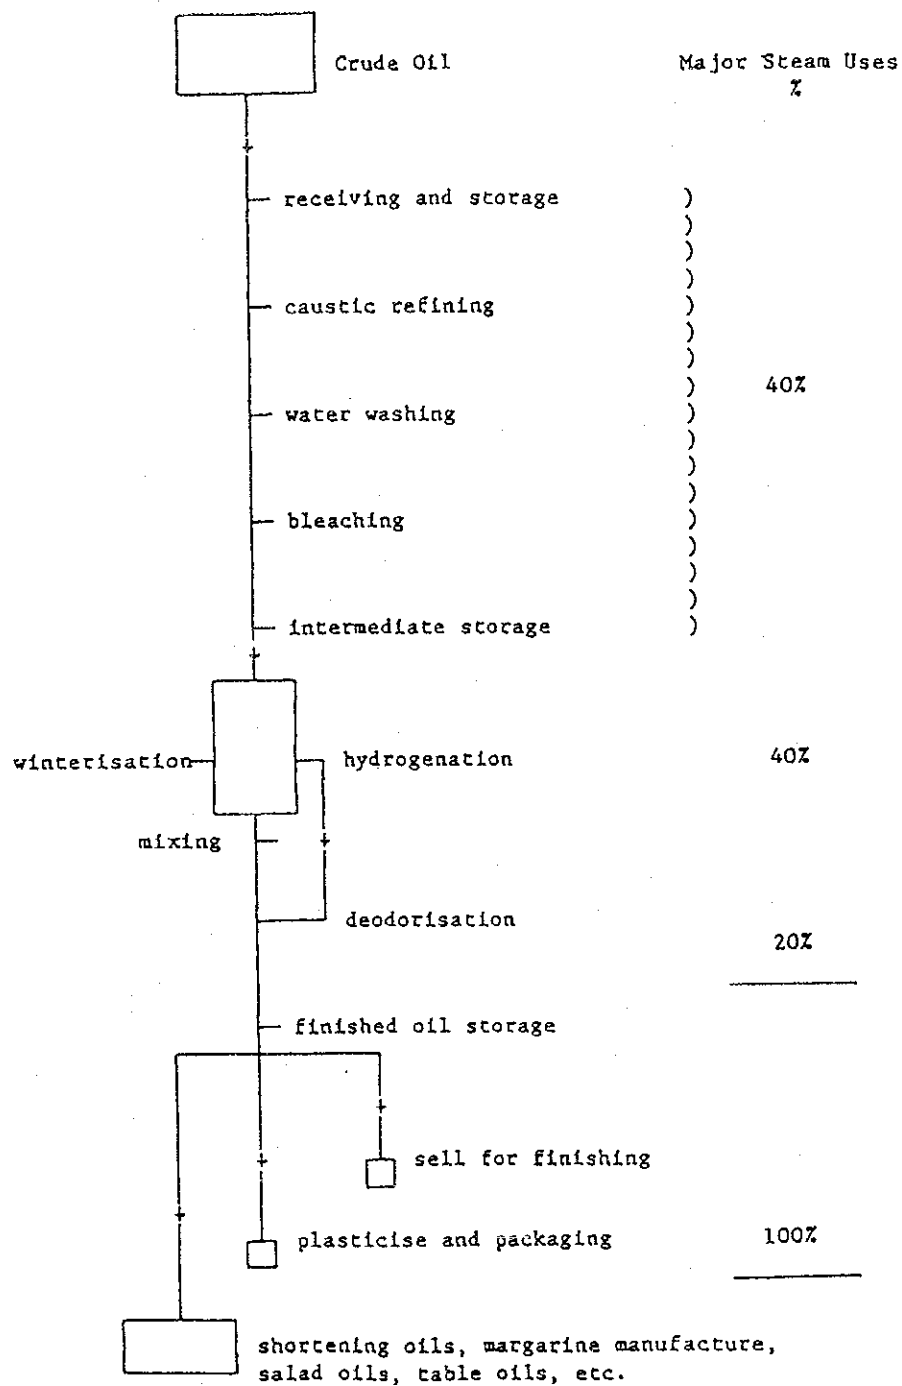 Crude Oil
Major Steam Uses
%
receiving and storage )
)
)
)
caustic refining )
)
)
) 40%
water washing )
)
)
)
bleaching )
)
)
)
intermediate storage )
winterisation hydrogenation 40%
mixing
deodorisation
20%
finished oil storage
sell for finishing
plasticise and packaging 100%
shortening oils, margarine manufacture,
salad oils, table oils, etc.